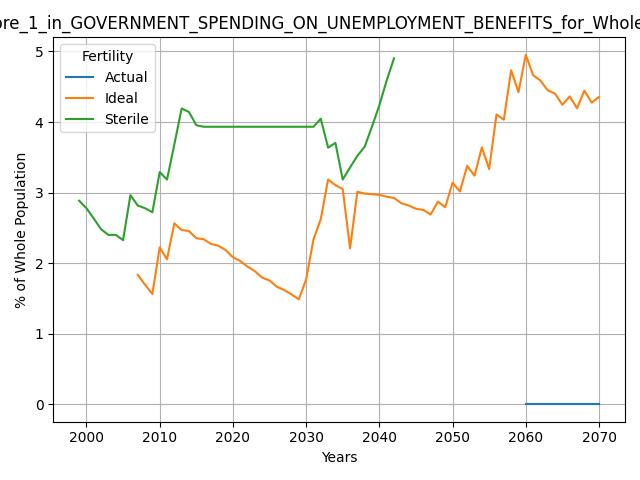 ore_1_in_GOVERNMENT_SPENDING_ON_UNEMPLOYMENT_BENEFITS_for_Whole
Fertility
Actual
Ideal
Sterile
% of Whole Population
5
4
3
2
1
0
2000 2010 2020 2030 2040 2050 2060 2070
Years